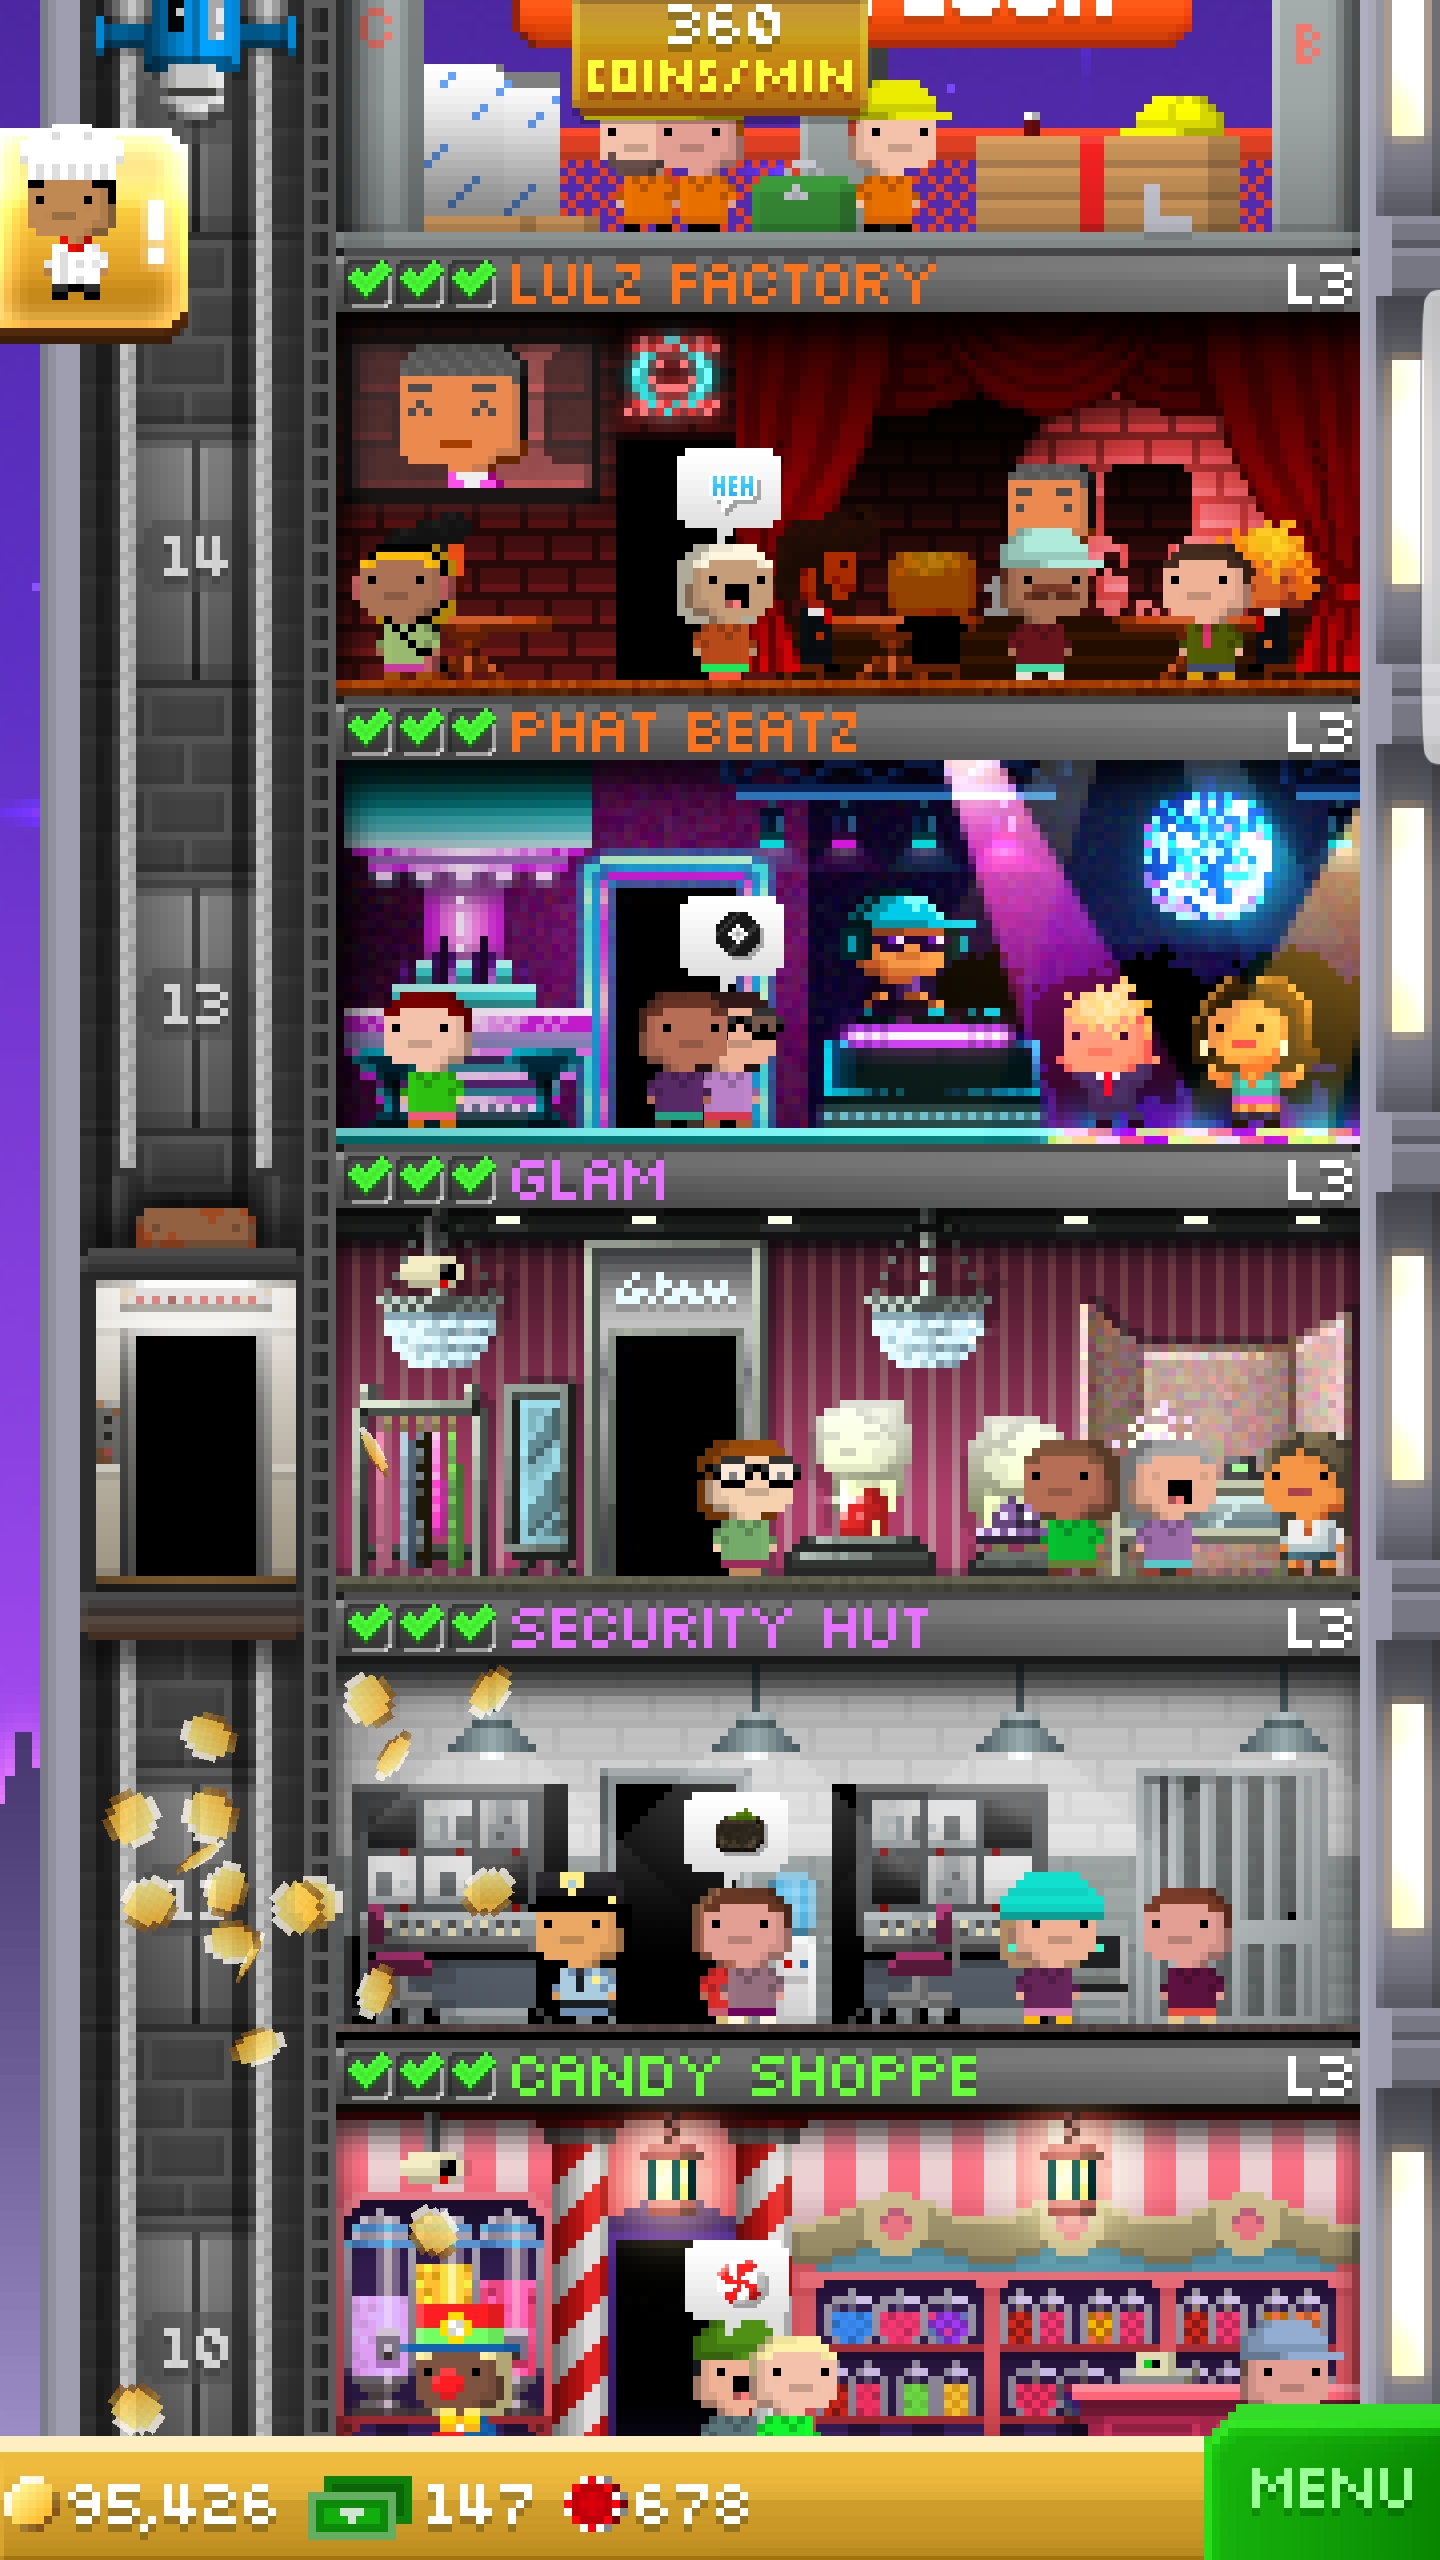 C
B
360
COINS/MIN
!
LULZ FACTORY L3
HEH
14
PHAT BEATZ L3
13
GLAM L3
Glam
SECURITY HUT L3
CANDY SHOPPE L3
10
95,426 147 678
MENU